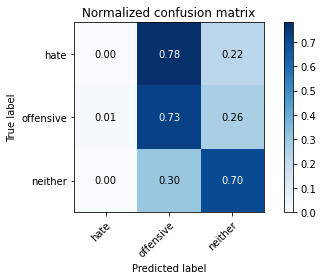 Normalized confusion matrix
hate 0.00 0.78 0.22
offensive 0.01 0.73 0.26
neither 0.00 0.30 0.70
hate offensive neither
True label
Predicted label
0.7
0.6
0.5
0.4
0.3
0.2
0.1
0.0